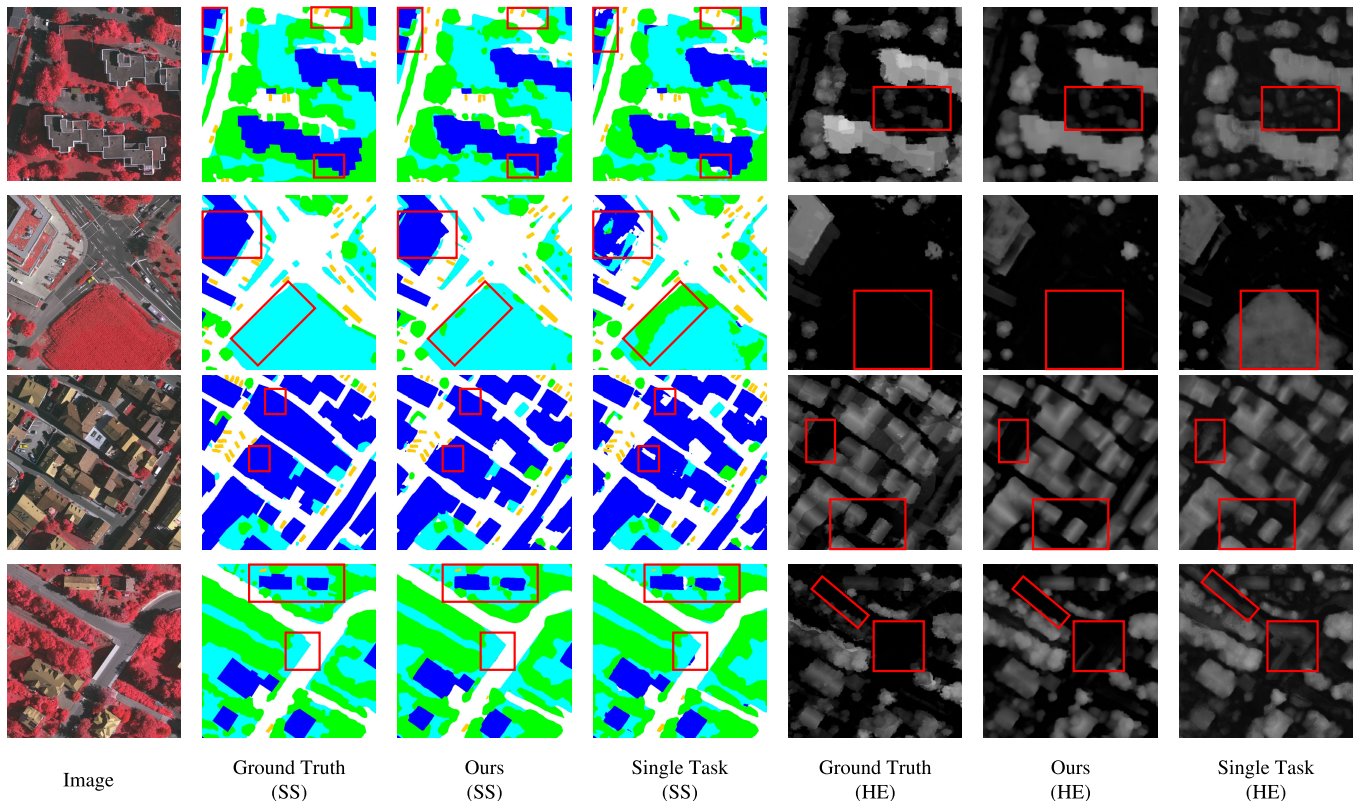 Image
Ground Truth
(SS)
Ours
(SS)
Single Task
(SS)
Ground Truth
(HE)
Ours
(HE)
Single Task
(HE)